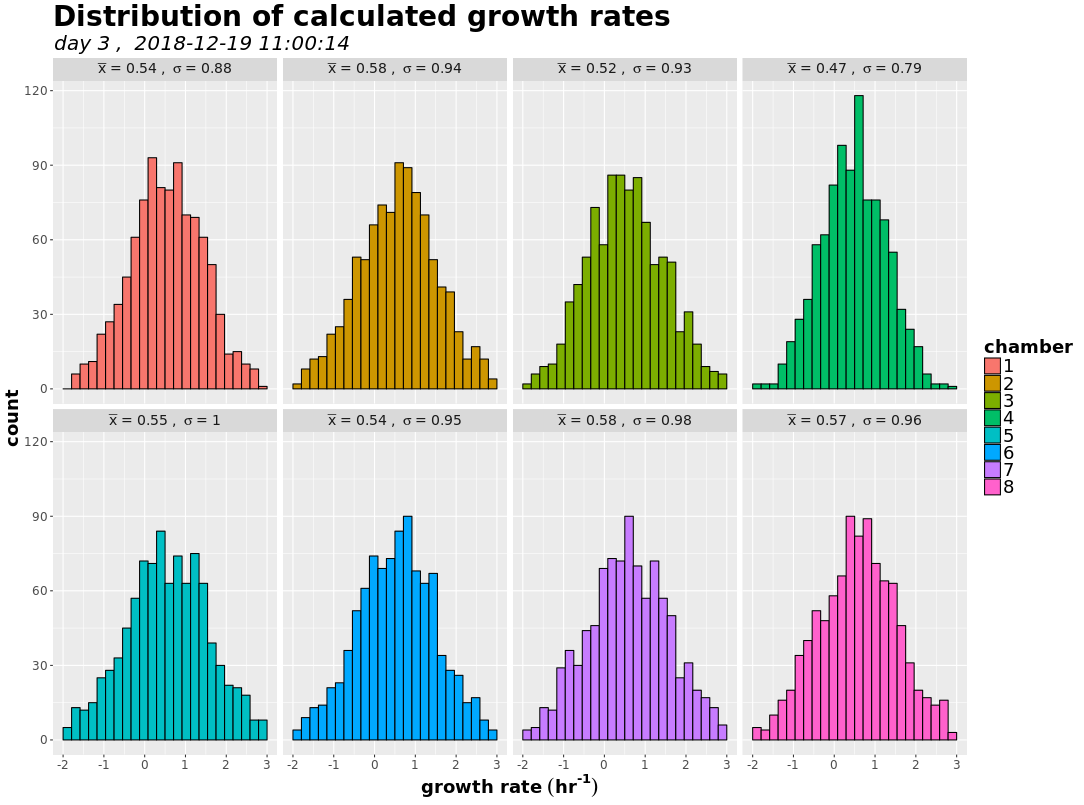 Distribution of calculated growth rates
day 3 ,  2018-12-19 11:00:14
x̅ = 0.54 ,  σ = 0.88
x̅ = 0.58 ,  σ = 0.94
x̅ = 0.52 ,  σ = 0.93
x̅ = 0.47 ,  σ = 0.79
120
90
60
30
0
x̅ = 0.55 ,  σ = 1
x̅ = 0.54 ,  σ = 0.95
x̅ = 0.58 ,  σ = 0.98
x̅ = 0.57 ,  σ = 0.96
120
90
60
30
0
-2 -1 0 1 2 3
-2 -1 0 1 2 3
-2 -1 0 1 2 3
-2 -1 0 1 2 3
count
growth rate (hr⁻¹)
chamber
1
2
3
4
5
6
7
8